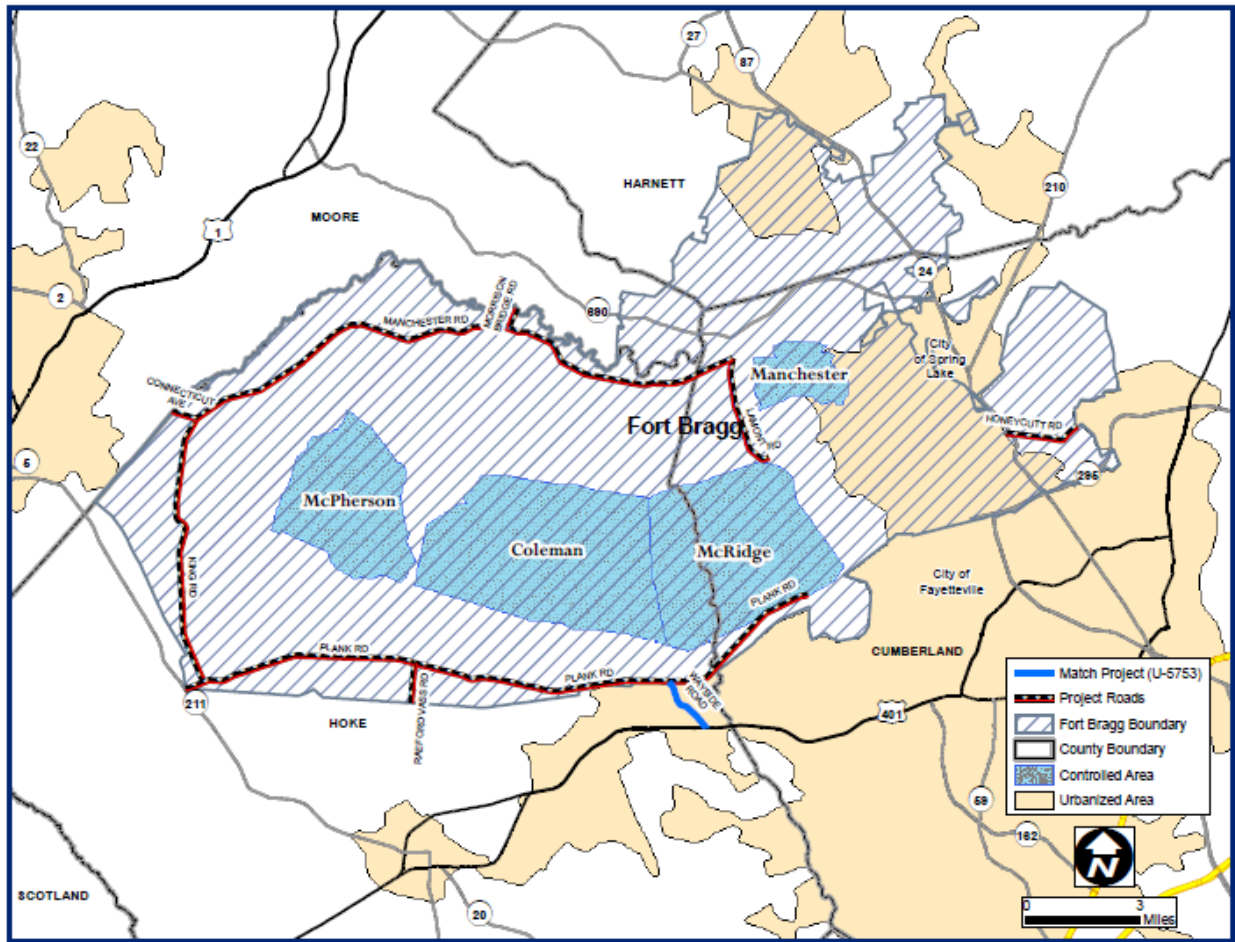 27
87
22
HARNETT
210
MOORE
1
24
2
690
MANCHESTER RD
MORRISON
BRIDGE RD
City
of Spring
Lake
Manchester
CONNECTICUT
AVE /
LAMONT RD
Fort Bragg
HONEYCUTT RD
5
295
McPherson
Coleman
McRidge
KING RD
City of
Fayetteville
PLANK RD
PLANK RD
PLANK RD
CUMBERLAND
WAYSIDE
ROAD
RAEFORD VASS RD
211
HOKE
401
Match Project (U-5753)
Project Roads
Fort Bragg Boundary
County Boundary
Controlled Area
Urbanized Area
59
162
N
SCOTLAND
20
0 3
Miles